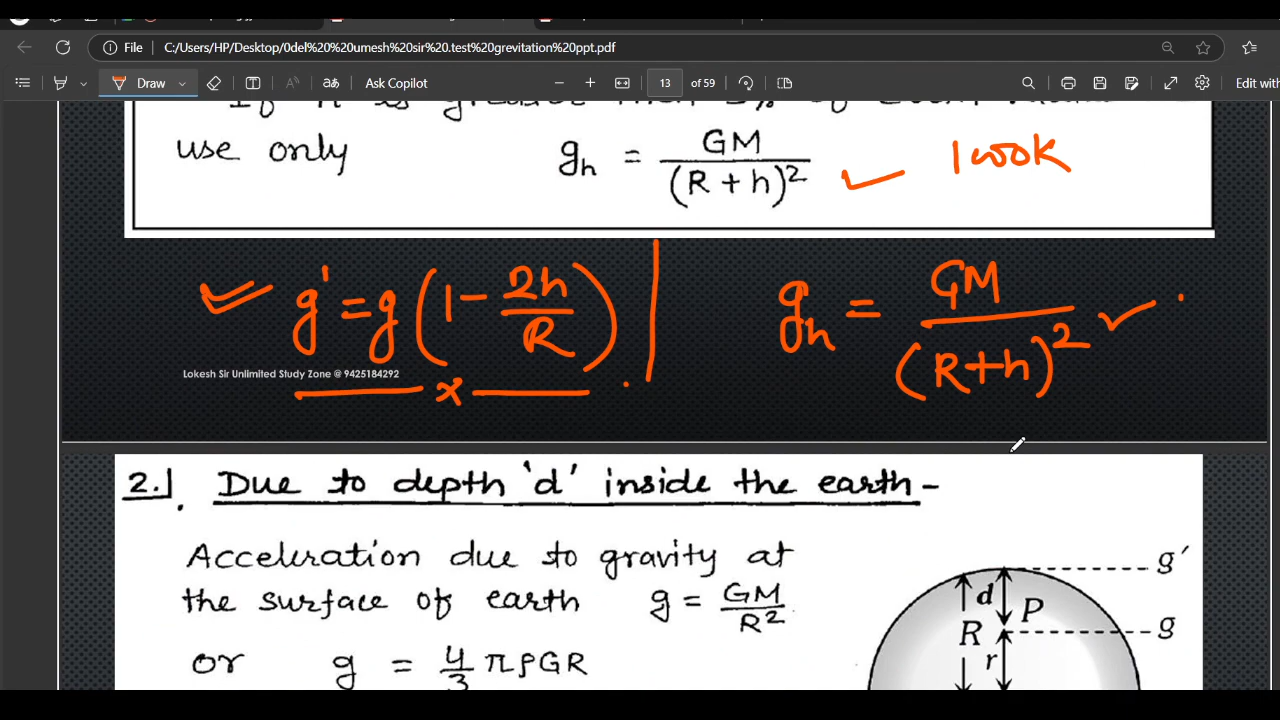 File C:/Users/HP/Desktop/0del%20%20umesh%20sir%20.test%20grevitation%20ppt.pdf
Draw Ask Copilot 13 of 59 Edit with
use only gh = GM / (R + h)² ✓ 100K
✓ g' = g (1 - 2h/R) | gh = GM / (R+h)² ✓
Lokesh Sir Unlimited Study Zone @ 9425184292
x
2.] Due to depth 'd' inside the earth -
Acceleration due to gravity at
the surface of earth g = GM / R²
or g = 4/3 πρGR
g'
d
P
g
R
r